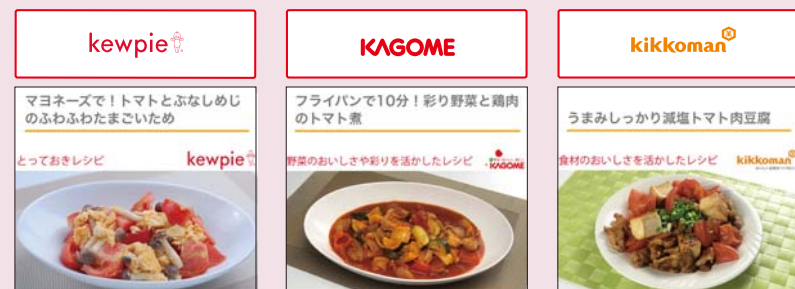 kewpie
KAGOME
kikkoman
マヨネーズで！トマトとぶなしめじ
のふわふわたまごいため
とっておきレシピ
kewpie
フライパンで10分！彩り野菜と鶏肉
のトマト煮
野菜のおいしさや彩りを活かしたレシピ
KAGOME
うまみしっかり減塩トマト肉豆腐
食材のおいしさを活かしたレシピ
kikkoman